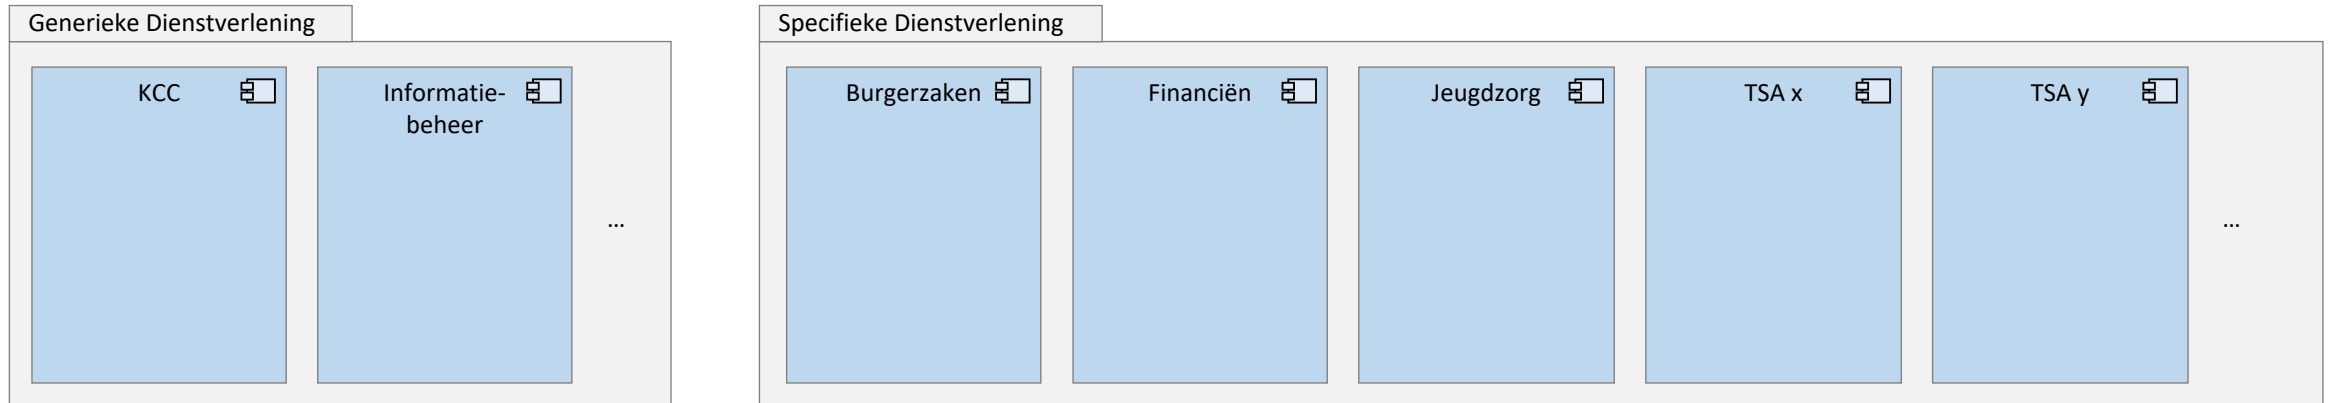 Generieke Dienstverlening
KCC
Informatie-
beheer
...
Specifieke Dienstverlening
Burgerzaken
Financiën
Jeugdzorg
TSA x
TSA y
...